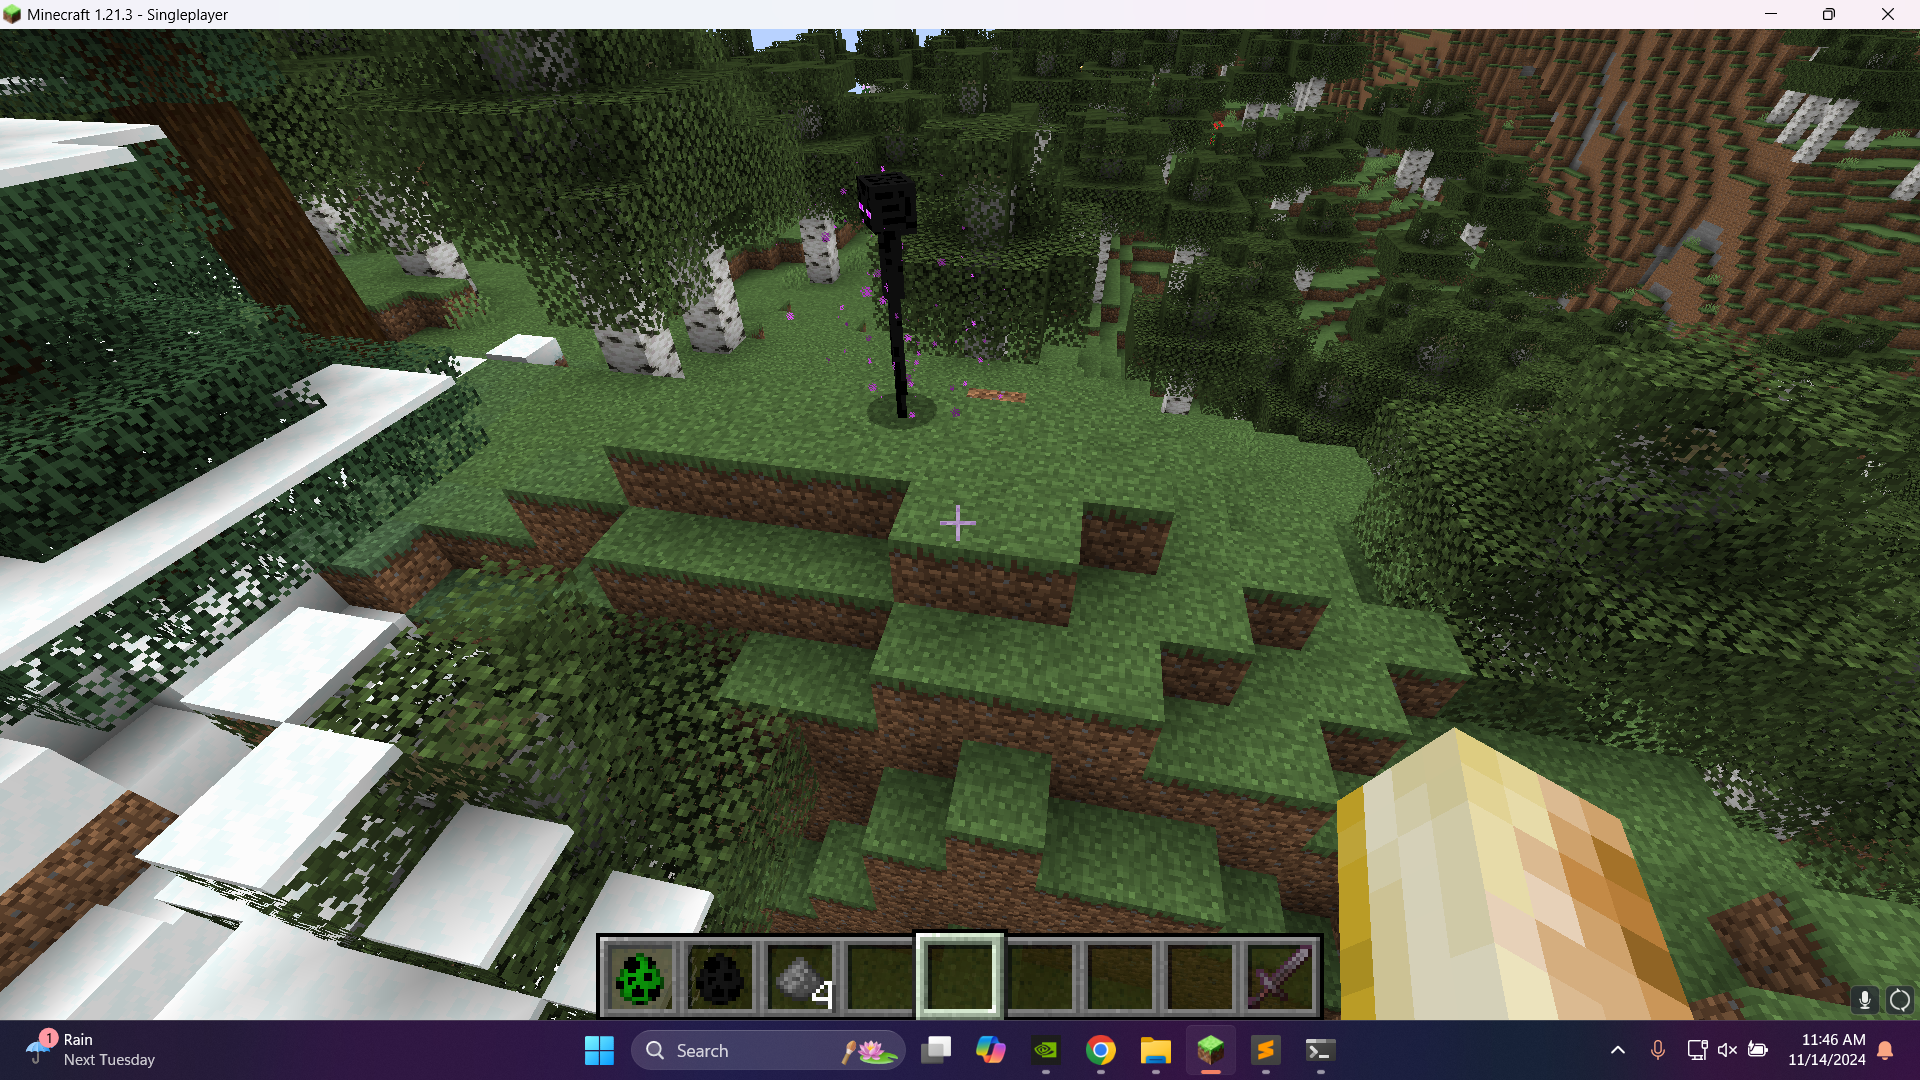 Minecraft 1.21.3 - Singleplayer
4
1
Rain
Next Tuesday
Search
11:46 AM
11/14/2024